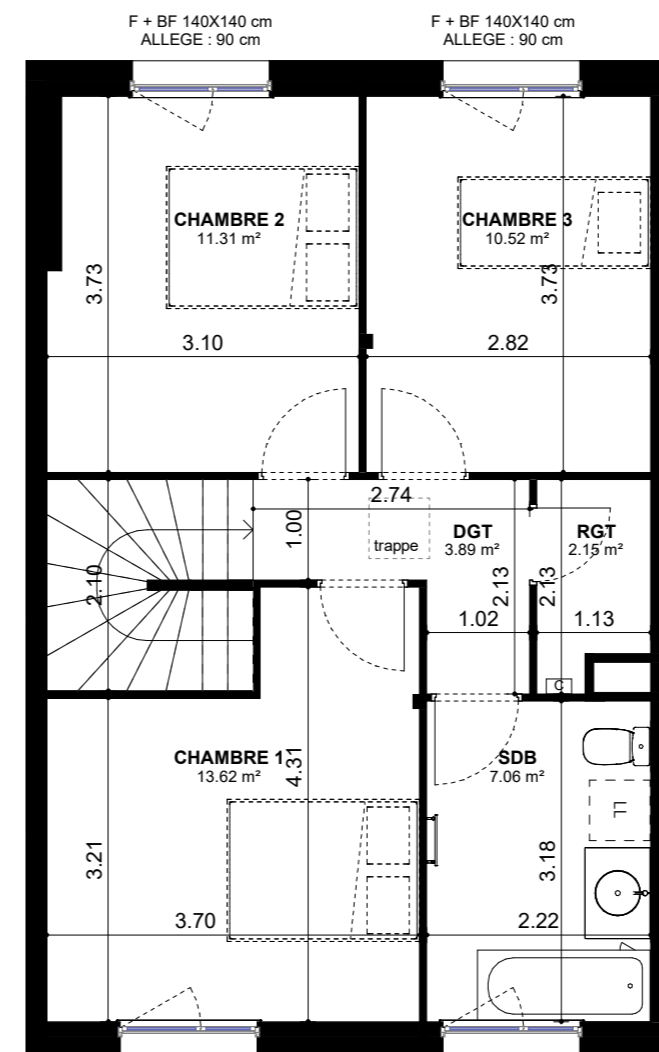 F + BF 140X140 cm
ALLEGE : 90 cm
F + BF 140X140 cm
ALLEGE : 90 cm
CHAMBRE 2
11.31 m²
CHAMBRE 3
10.52 m²
3.73
3.73
3.10
2.82
2.74
1.00
trappe
DGT
3.89 m²
RGT
2.15 m²
2.10
2.13
2.13
1.02
1.13
C
CHAMBRE 1
13.62 m²
4.31
SDB
7.06 m²
LL
3.21
3.18
3.70
2.22